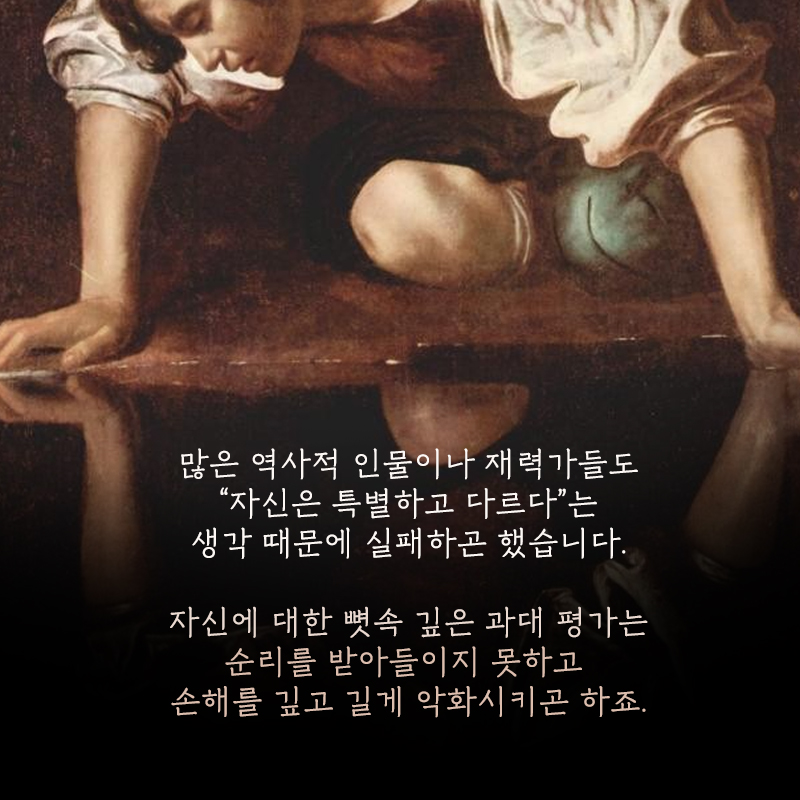 많은 역사적 인물이나 재력가들도
“자신은 특별하고 다르다”는
생각 때문에 실패하곤 했습니다.
자신에 대한 뼛속 깊은 과대 평가는
순리를 받아들이지 못하고
손해를 깊고 길게 악화시키곤 하죠.